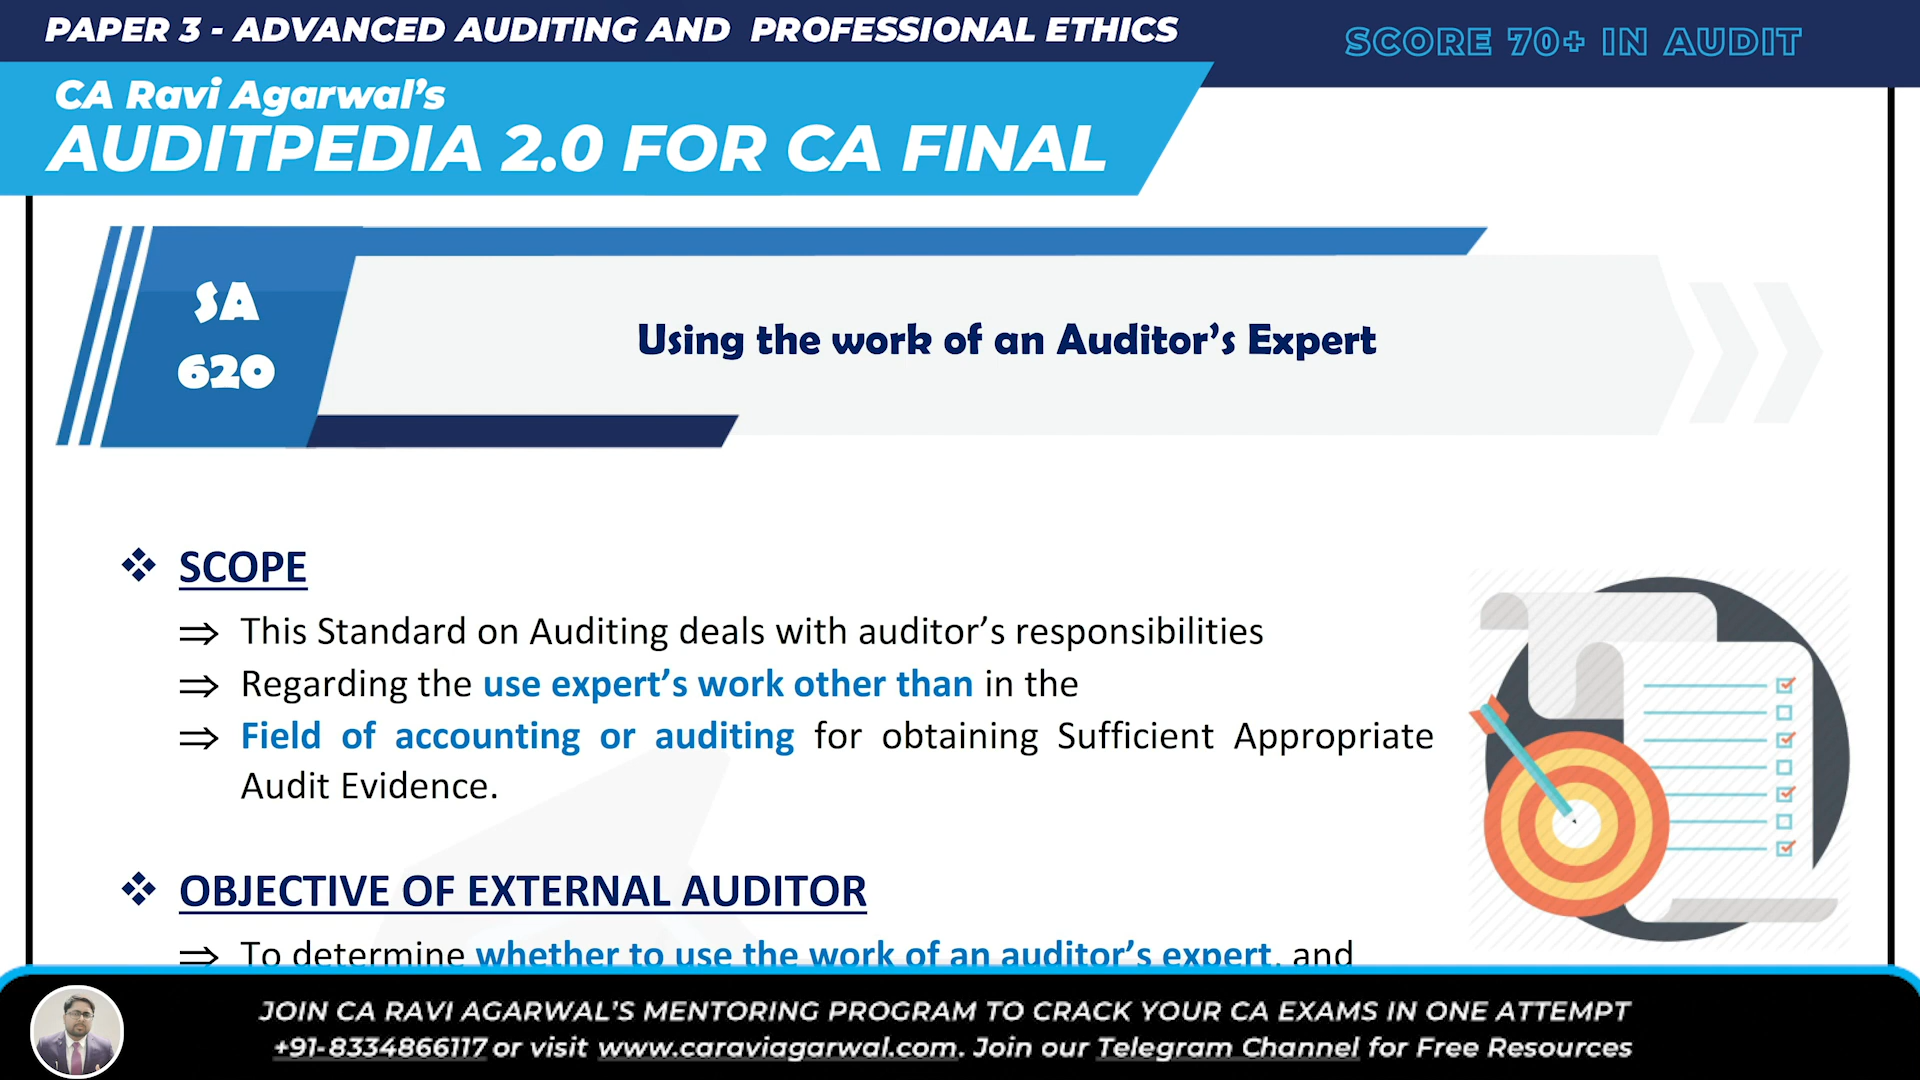 PAPER 3 - ADVANCED AUDITING AND PROFESSIONAL ETHICS
SCORE 70+ IN AUDIT
CA Ravi Agarwal's
AUDITPEDIA 2.0 FOR CA FINAL
SA
620
Using the work of an Auditor's Expert
❖ SCOPE
⇒ This Standard on Auditing deals with auditor's responsibilities
⇒ Regarding the use expert's work other than in the
⇒ Field of accounting or auditing for obtaining Sufficient Appropriate
Audit Evidence.
❖ OBJECTIVE OF EXTERNAL AUDITOR
⇒ To determine whether to use the work of an auditor's expert, and
JOIN CA RAVI AGARWAL'S MENTORING PROGRAM TO CRACK YOUR CA EXAMS IN ONE ATTEMPT
+91-8334866117 or visit www.caraviagarwal.com. Join our Telegram Channel for Free Resources